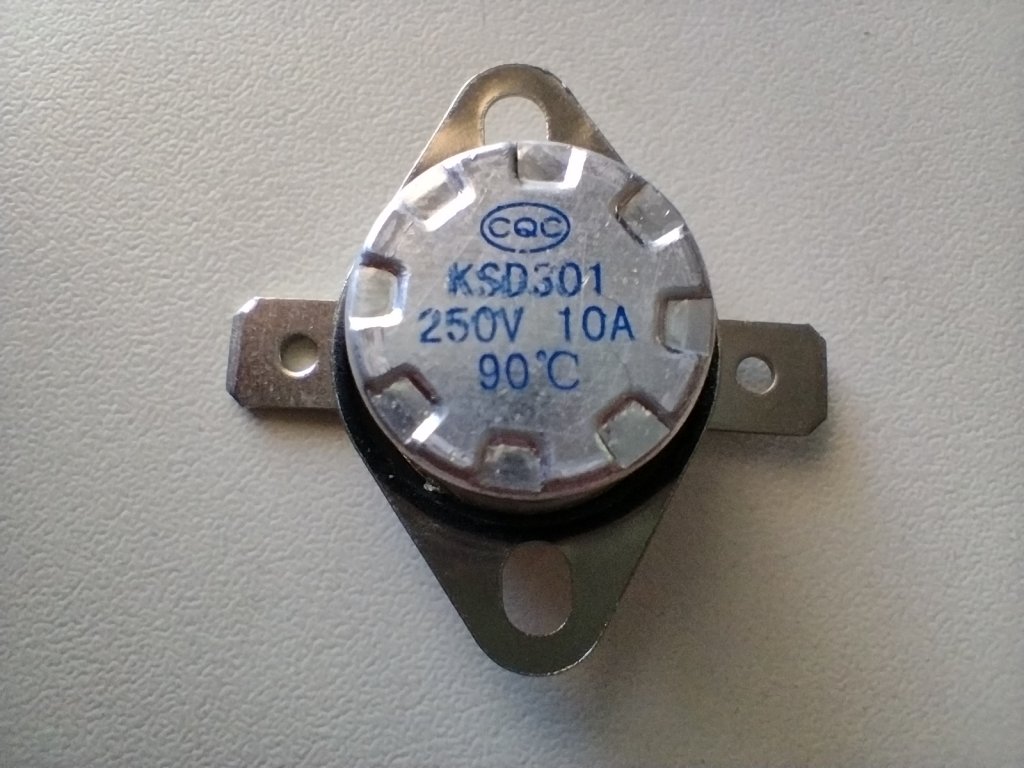 CQC
KSD301
250V 10A
90℃